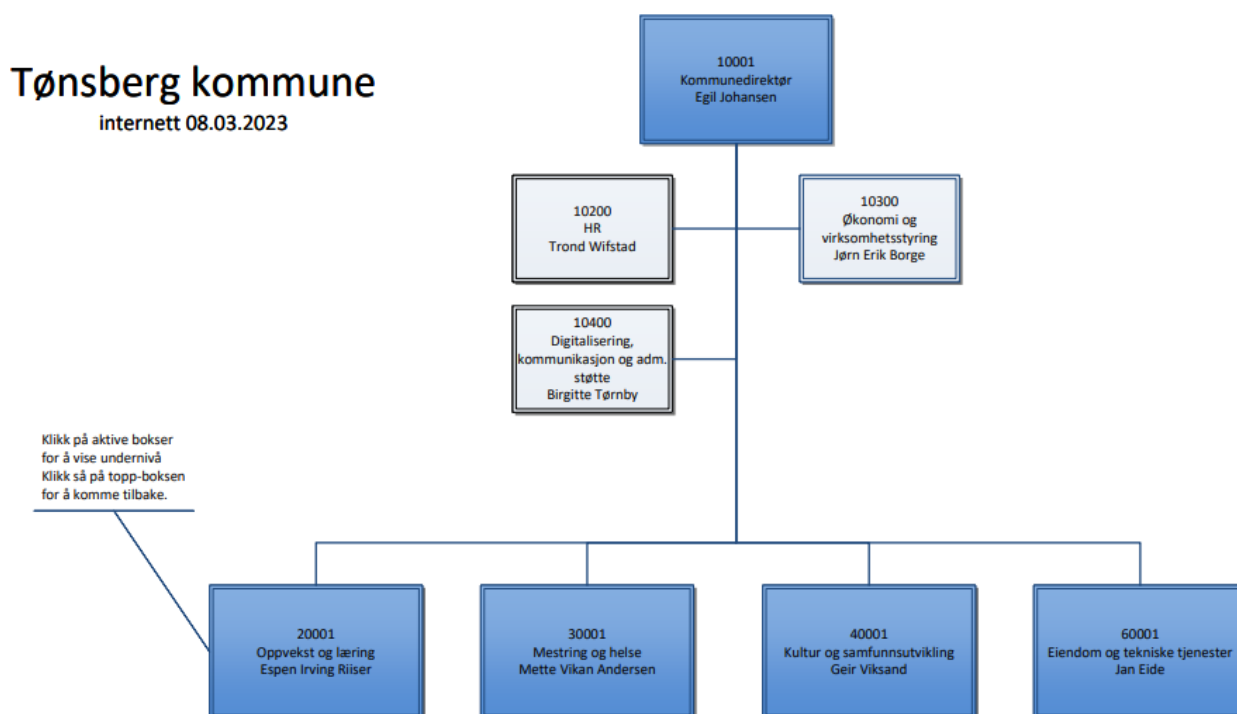 Tønsberg kommune
internett 08.03.2023
10001
Kommunedirektør
Egil Johansen
10200
HR
Trond Wifstad
10300
Økonomi og
virksomhetsstyring
Jørn Erik Borge
10400
Digitalisering,
kommunikasjon og adm.
støtte
Birgitte Tørnby
Klikk på aktive bokser
for å vise undernivå
Klikk så på topp-boksen
for å komme tilbake.
20001
Oppvekst og læring
Espen Irving Riiser
30001
Mestring og helse
Mette Vikan Andersen
40001
Kultur og samfunnsutvikling
Geir Viksand
60001
Eiendom og tekniske tjenester
Jan Eide